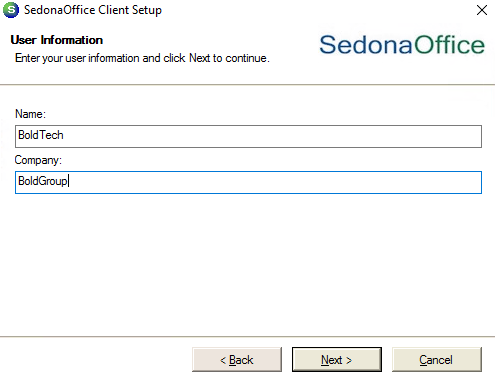 S SedonaOffice Client Setup
User Information
Enter your user information and click Next to continue.
SedonaOffice
Name:
BoldTech
Company:
BoldGroup
< Back
Next >
Cancel